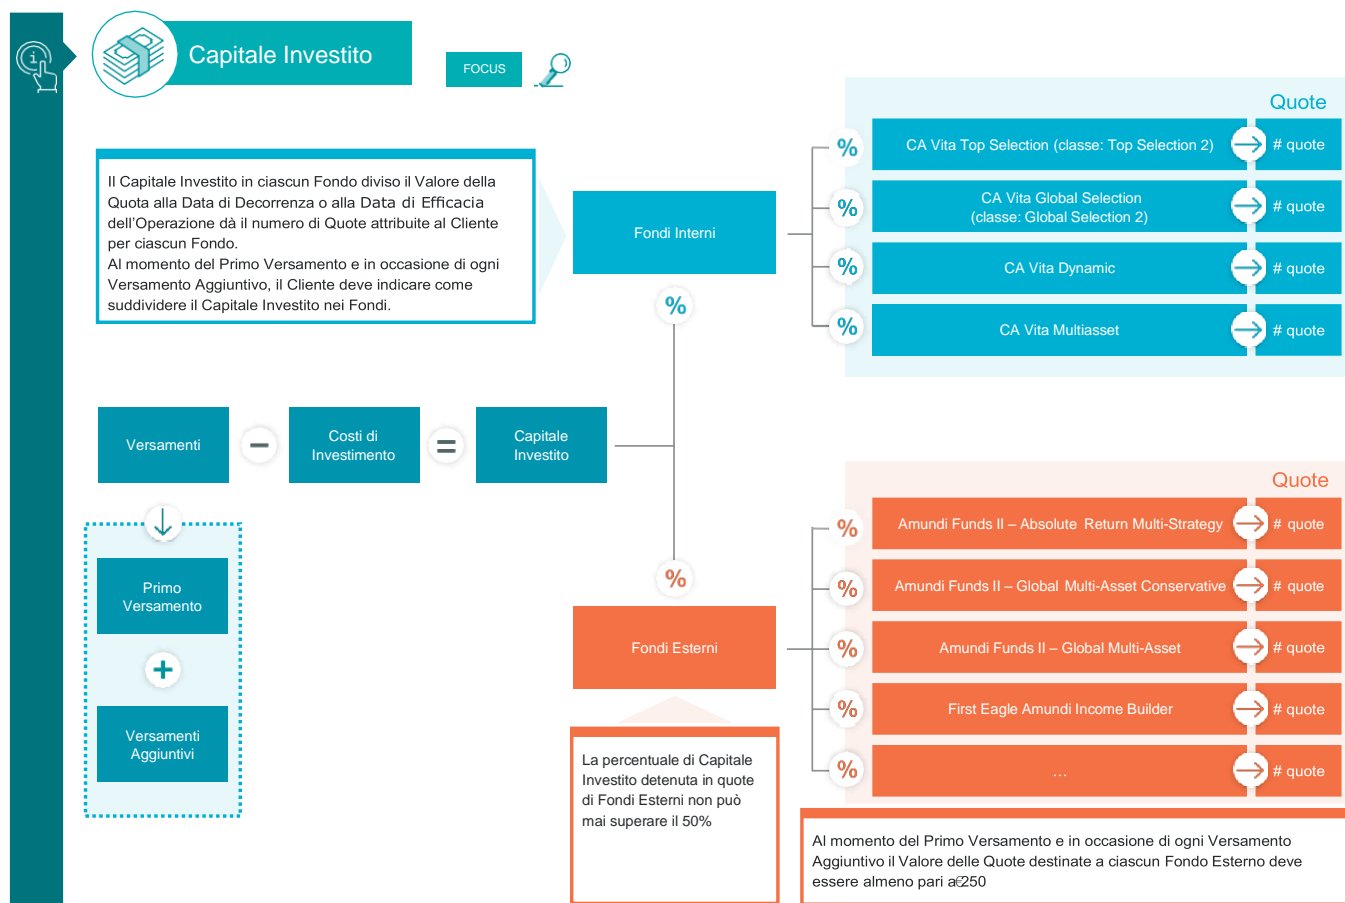 Capitale Investito
FOCUS
Il Capitale Investito in ciascun Fondo diviso il Valore della
Quota alla Data di Decorrenza o alla Data di Efficacia
dell'Operazione dà il numero di Quote attribuite al Cliente
per ciascun Fondo.
Al momento del Primo Versamento e in occasione di ogni
Versamento Aggiuntivo, il Cliente deve indicare come
suddividere il Capitale Investito nei Fondi.
Fondi Interni
%
Quote
% CA Vita Top Selection (classe: Top Selection 2) # quote
% CA Vita Global Selection
(classe: Global Selection 2) # quote
% CA Vita Dynamic # quote
% CA Vita Multiasset # quote
Versamenti
−
Costi di
Investimento
=
Capitale
Investito
Primo
Versamento
+
Versamenti
Aggiuntivi
%
Fondi Esterni
La percentuale di Capitale
Investito detenuta in quote
di Fondi Esterni non può
mai superare il 50%
Quote
% Amundi Funds II – Absolute Return Multi-Strategy # quote
% Amundi Funds II – Global Multi-Asset Conservative # quote
% Amundi Funds II – Global Multi-Asset # quote
% First Eagle Amundi Income Builder # quote
% … # quote
Al momento del Primo Versamento e in occasione di ogni Versamento
Aggiuntivo il Valore delle Quote destinate a ciascun Fondo Esterno deve
essere almeno pari a€250